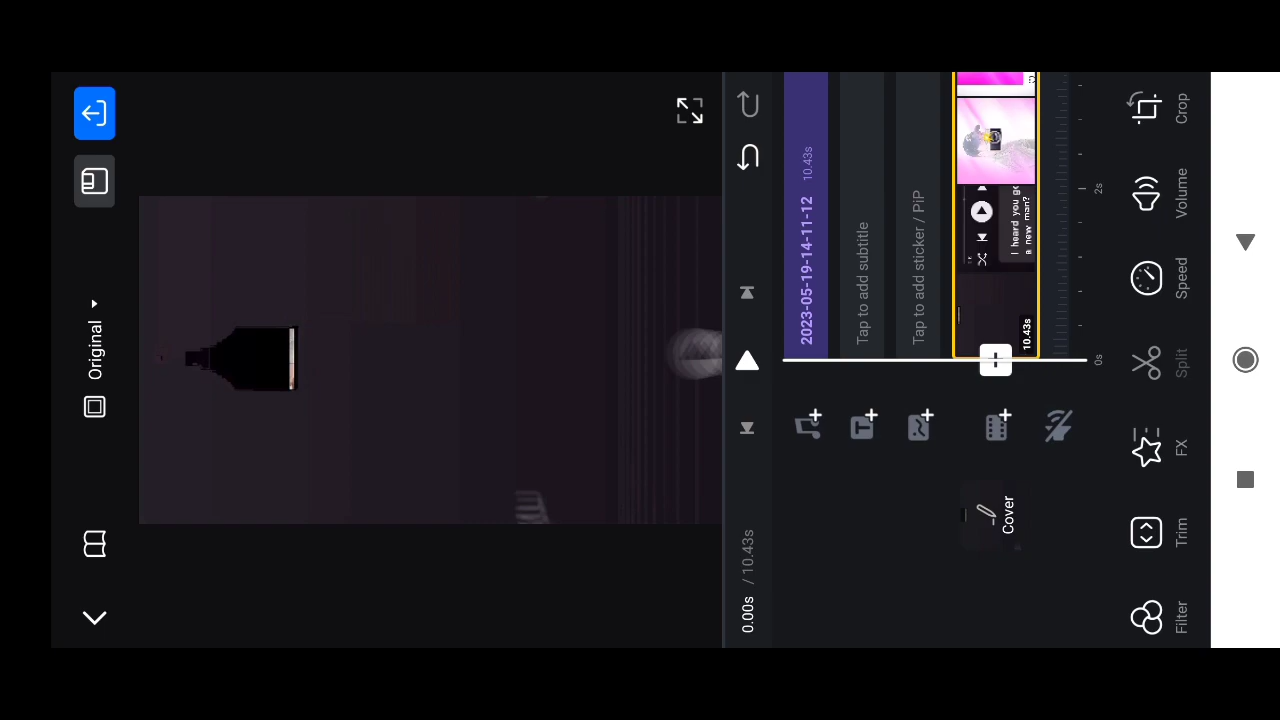 Original
0.00s / 10.43s
2023-05-19-14-11-12 10.43s
Tap to add subtitle
Tap to add sticker / PiP
Cover
I heard you go
a new man?
10.43s
0s
2s
Filter
Trim
FX
Split
Speed
Volume
Crop